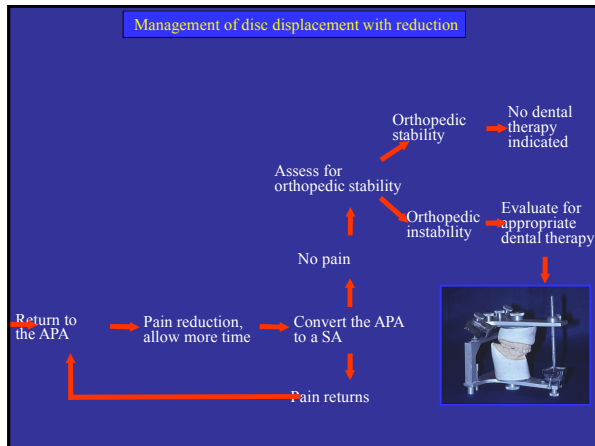 Management of disc displacement with reduction
Orthopedic
stability
No dental
therapy
indicated
Assess for
orthopedic stability
Orthopedic
instability
Evaluate for
appropriate
dental therapy
No pain
Return to
the APA
Pain reduction,
allow more time
Convert the APA
to a SA
Pain returns